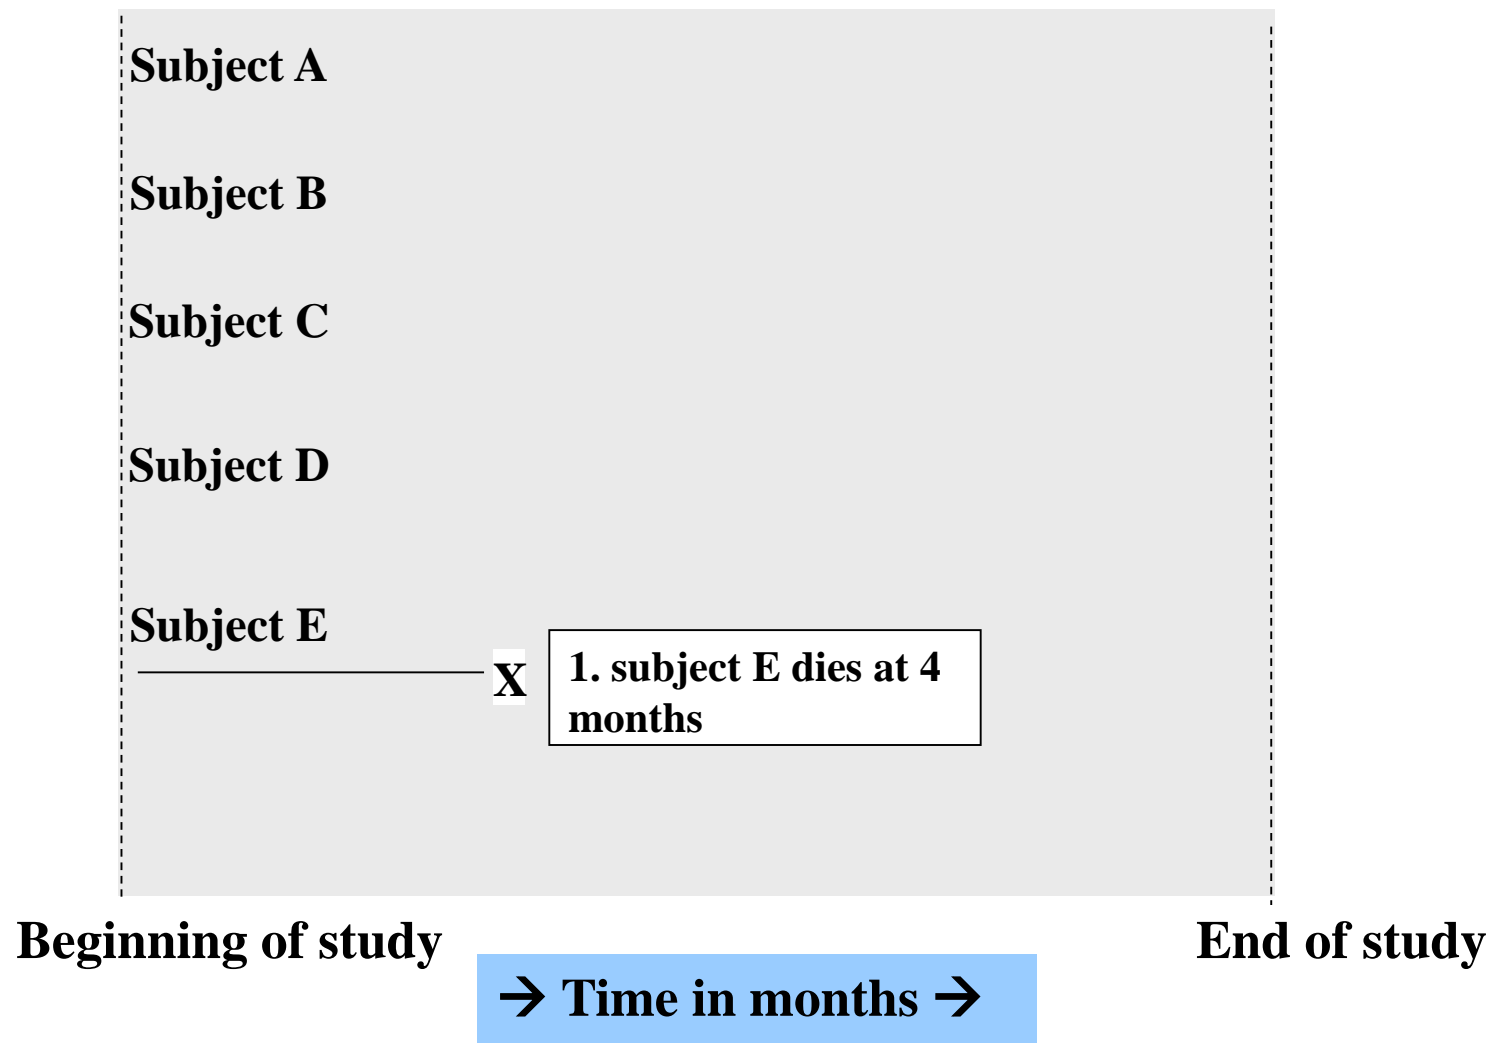 Subject A
Subject B
Subject C
Subject D
Subject E
X
1. subject E dies at 4
months
Beginning of study
End of study
→ Time in months →